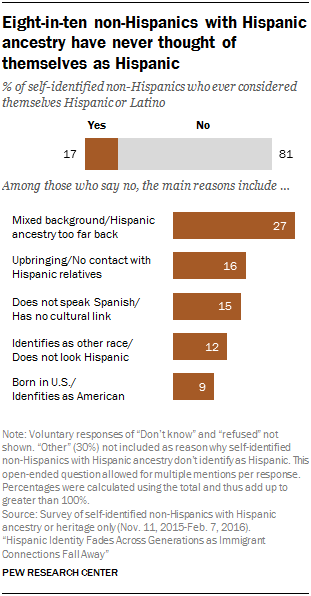 Eight-in-ten non-Hispanics with Hispanic
ancestry have never thought of
themselves as Hispanic
% of self-identified non-Hispanics who ever considered
themselves Hispanic or Latino
Yes No
17 81
Among those who say no, the main reasons include ...
Mixed background/Hispanic
ancestry too far back
27
Upbringing/No contact with
Hispanic relatives
16
Does not speak Spanish/
Has no cultural link
15
Identifies as other race/
Does not look Hispanic
12
Born in U.S./
Idenfities as American
9
Note: Voluntary responses of “Don’t know” and “refused” not
shown. “Other” (30%) not included as reason why self-identified
non-Hispanics with Hispanic ancestry don’t identify as Hispanic. This
open-ended question allowed for multiple mentions per response.
Percentages were calculated using the total and thus add up to
greater than 100%.
Source: Survey of self-identified non-Hispanics with Hispanic
ancestry or heritage only (Nov. 11, 2015-Feb. 7, 2016).
“Hispanic Identity Fades Across Generations as Immigrant
Connections Fall Away”
PEW RESEARCH CENTER